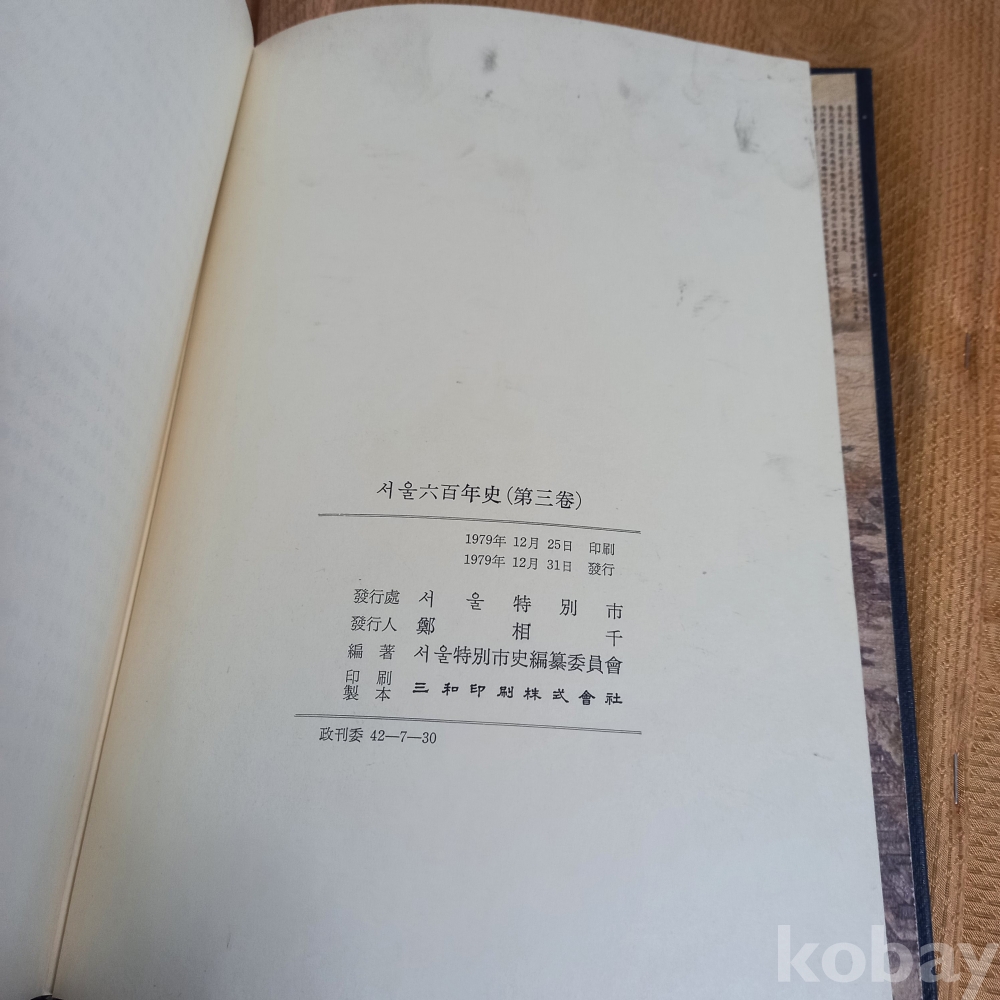 서울六百年史(第三卷)
1979年 12月 25日 印刷
1979年 12月 31日 發行
發行處 서울特別市
發行人 鄭相千
編著 서울特別市史編纂委員會
印刷
製本 三和印刷株式會社
政刊委 42—7—30
kobay